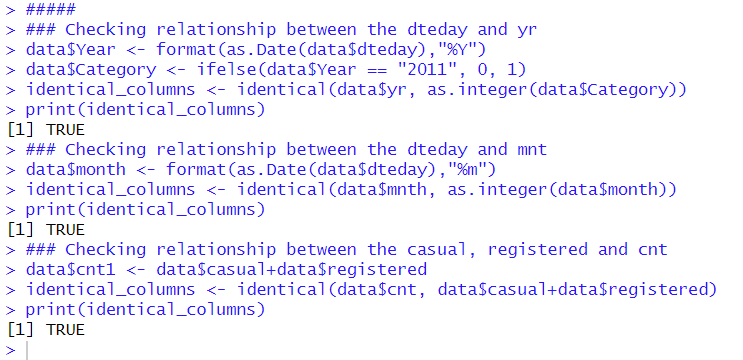 > #####
> ### Checking relationship between the dteday and yr
> data$Year <- format(as.Date(data$dteday),"%Y")
> data$Category <- ifelse(data$Year == "2011", 0, 1)
> identical_columns <- identical(data$yr, as.integer(data$Category))
> print(identical_columns)
[1] TRUE
> ### Checking relationship between the dteday and mnt
> data$month <- format(as.Date(data$dteday),"%m")
> identical_columns <- identical(data$mnth, as.integer(data$month))
> print(identical_columns)
[1] TRUE
> ### Checking relationship between the casual, registered and cnt
> data$cnt1 <- data$casual+data$registered
> identical_columns <- identical(data$cnt, data$casual+data$registered)
> print(identical_columns)
[1] TRUE
>